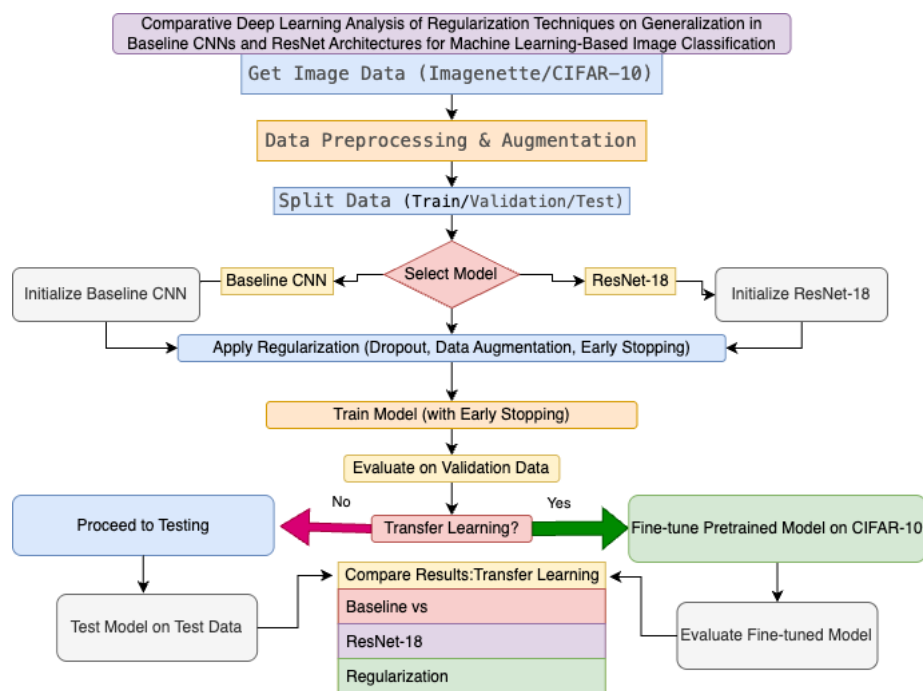 Comparative Deep Learning Analysis of Regularization Techniques on Generalization in
Baseline CNNs and ResNet Architectures for Machine Learning-Based Image Classification
Get Image Data (Imagenette/CIFAR-10)
Data Preprocessing & Augmentation
Split Data (Train/Validation/Test)
Select Model
Baseline CNN
ResNet-18
Initialize Baseline CNN
Initialize ResNet-18
Apply Regularization (Dropout, Data Augmentation, Early Stopping)
Train Model (with Early Stopping)
Evaluate on Validation Data
No
Yes
Proceed to Testing
Transfer Learning?
Fine-tune Pretrained Model on CIFAR-10
Compare Results:Transfer Learning
Baseline vs
ResNet-18
Regularization
Test Model on Test Data
Evaluate Fine-tuned Model